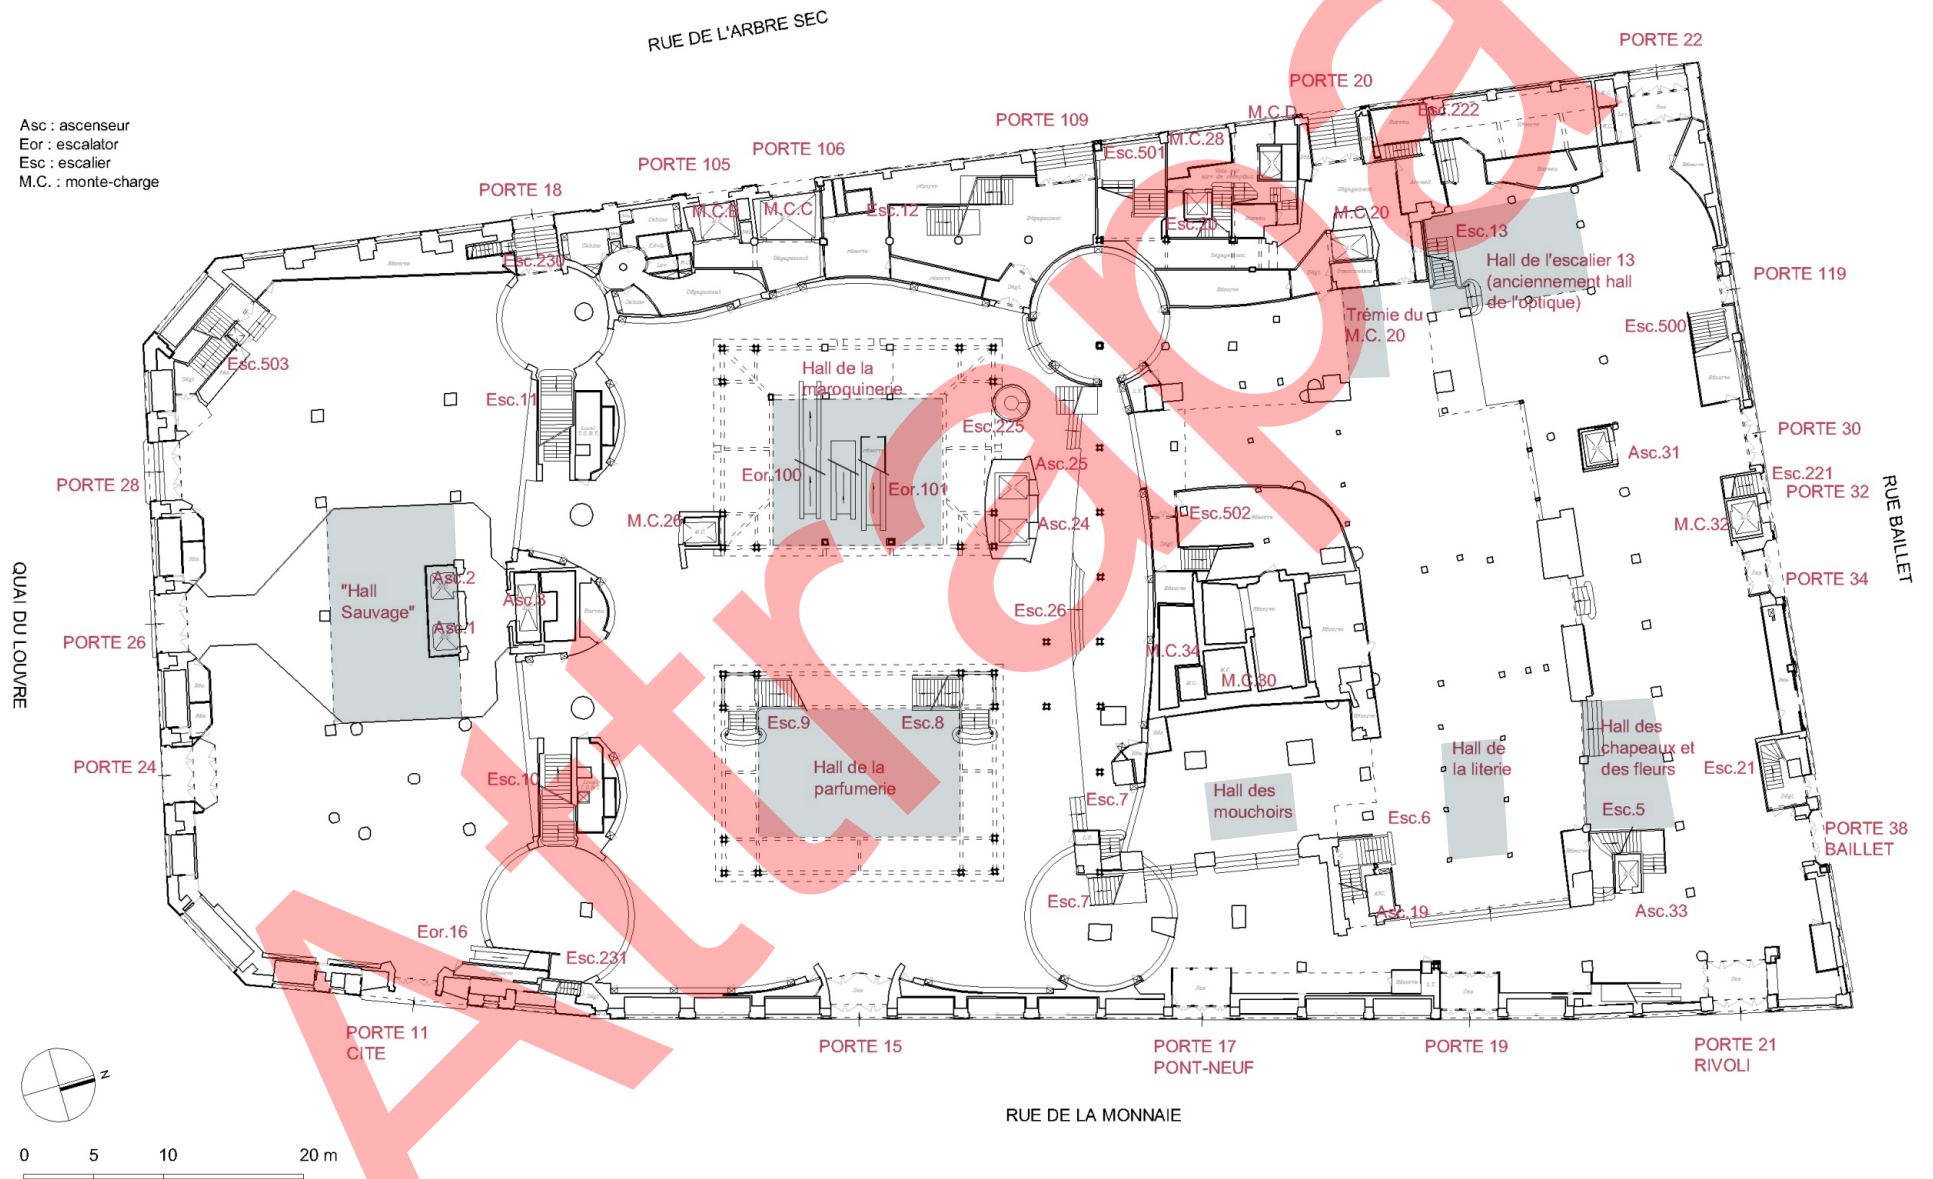 RUE DE L'ARBRE SEC
PORTE 22
PORTE 20
Asc : ascenseur
Eor : escalator
Esc : escalier
M.C. : monte-charge
M.C.D
Esc.222
PORTE 109
M.C.28
Esc.501
PORTE 106
PORTE 105
PORTE 18
M.C.B
M.C.C
Esc.12
Esc.20
M.C.20
Esc.13
Esc.230
Hall de l'escalier 13
(anciennement hall
de l'optique)
PORTE 119
Trémie du
M.C. 20
Esc.500
Esc.503
Hall de la
maroquinerie
Esc.11
Esc.225
PORTE 30
Asc.31
Asc.25
Eor.100
Eor.101
Esc.221
PORTE 32
PORTE 28
M.C.26
Asc.24
Esc.502
M.C.32
RUE BAILLET
QUAI DU LOUVRE
"Hall
Sauvage"
Asc.2
Asc.1
Asc.3
Bureau
PORTE 34
Esc.26
PORTE 26
M.C.34
M.C.30
Esc.9
Esc.8
Hall de la
parfumerie
Hall des
chapeaux et
des fleurs
Hall de
la literie
PORTE 24
Esc.10
Esc.21
Hall des
mouchoirs
Esc.7
Esc.6
Esc.5
PORTE 38
BAILLET
Esc.7
Asc.19
Asc.33
Eor.16
Esc.231
Sas
Sas
Sas
PORTE 11
CITE
PORTE 15
PORTE 17
PONT-NEUF
PORTE 19
PORTE 21
RIVOLI
N
RUE DE LA MONNAIE
0 5 10 20 m
Attrapa